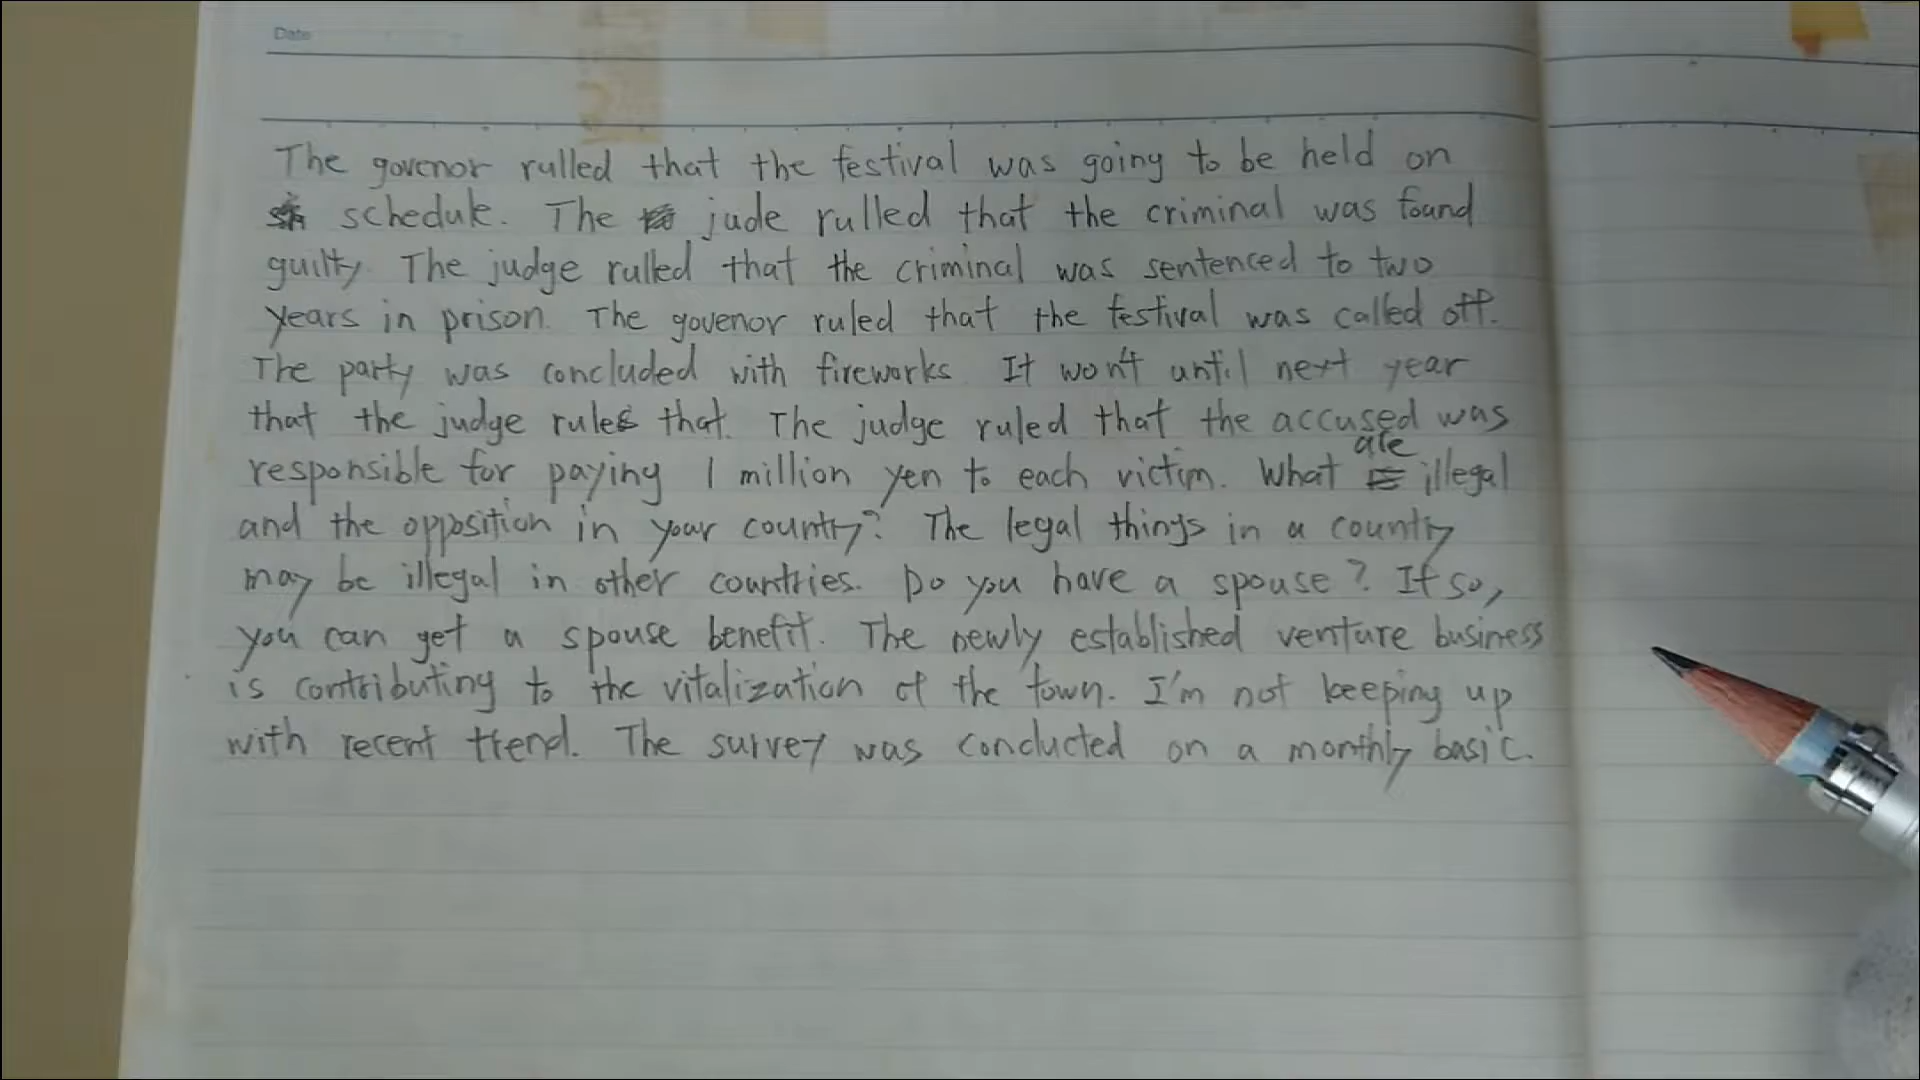 Date
The govenor rulled that the festival was going to be held on
schedule. The jude rulled that the criminal was found
guilty. The judge rulled that the criminal was sentenced to two
years in prison. The govenor ruled that the festival was called off.
The party was concluded with fireworks. It won't until next year
that the judge rules that. The judge ruled that the accused was
are
responsible for paying 1 million yen to each victim. What illegal
and the opposition in your country? The legal things in a country
may be illegal in other countries. Do you have a spouse? If so,
you can get a spouse benefit. The newly established venture business
is contributing to the vitalization of the town. I'm not keeping up
with recent trend. The survey was conducted on a monthly basic.